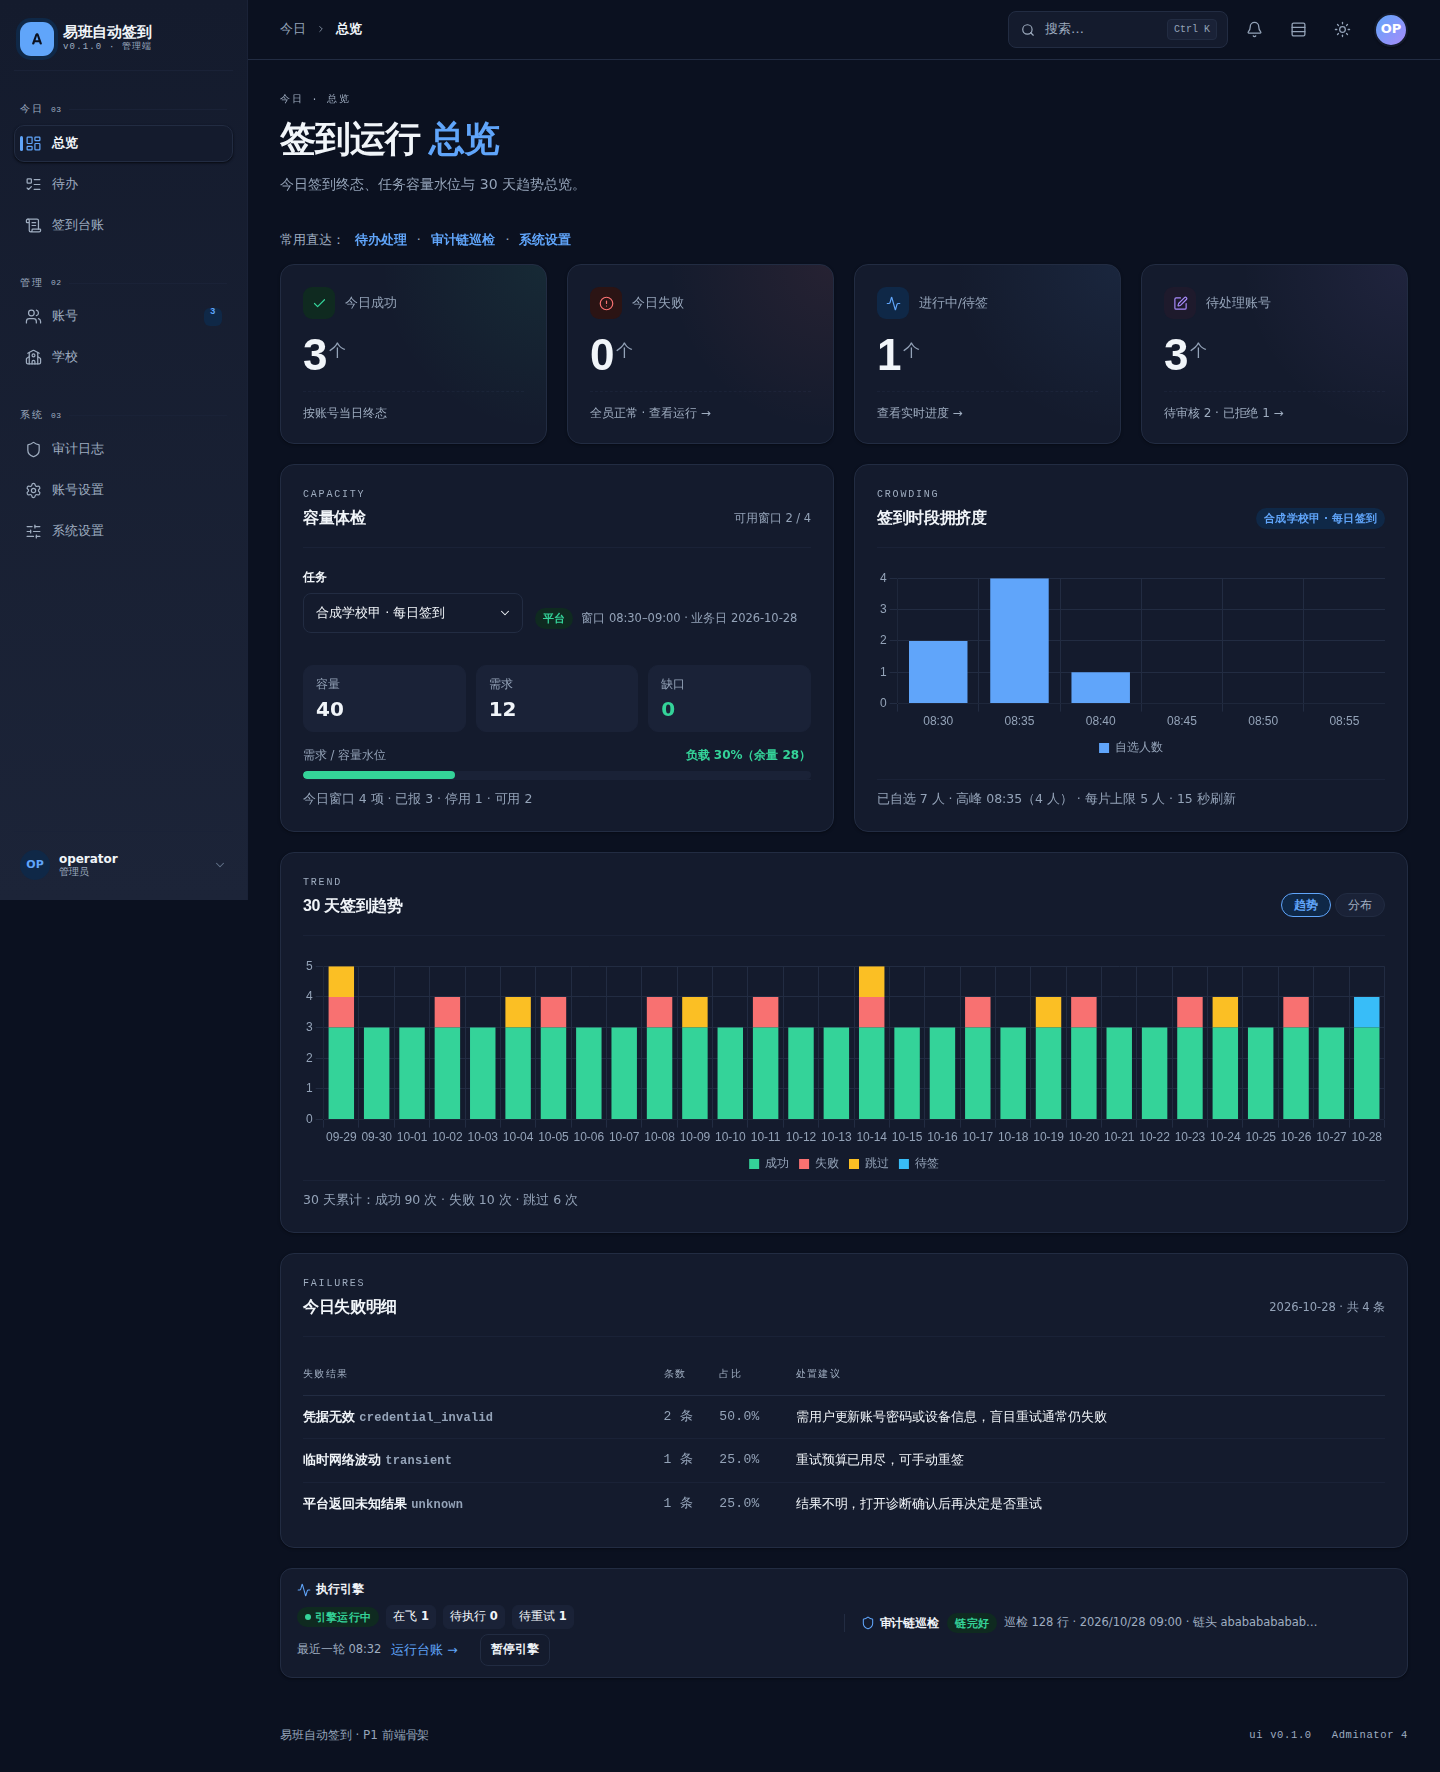 A 易班自动签到
v0.1.0 · 管理端
今日 03
总览
待办
签到台账
管理 02
账号 3
学校
系统 03
审计日志
账号设置
系统设置
OP operator
管理员
今日 › 总览
搜索... Ctrl K OP
今日 · 总览
签到运行 总览
今日签到终态、任务容量水位与 30 天趋势总览。
常用直达： 待办处理 · 审计链巡检 · 系统设置
今日成功
3个
按账号当日终态
今日失败
0个
全员正常 · 查看运行 →
进行中/待签
1个
查看实时进度 →
待处理账号
3个
待审核 2 · 已拒绝 1 →
CAPACITY
容量体检 可用窗口 2 / 4
任务
合成学校甲 · 每日签到 平台 窗口 08:30–09:00 · 业务日 2026-10-28
容量 需求 缺口
40 12 0
需求 / 容量水位 负载 30%（余量 28）
今日窗口 4 项 · 已报 3 · 停用 1 · 可用 2
CROWDING
签到时段拥挤度 合成学校甲 · 每日签到
4
3
2
1
0
08:30 08:35 08:40 08:45 08:50 08:55
自选人数
已自选 7 人 · 高峰 08:35（4 人） · 每片上限 5 人 · 15 秒刷新
TREND
30 天签到趋势 趋势 分布
5
4
3
2
1
0
09-29 09-30 10-01 10-02 10-03 10-04 10-05 10-06 10-07 10-08 10-09 10-10 10-11 10-12 10-13 10-14 10-15 10-16 10-17 10-18 10-19 10-20 10-21 10-22 10-23 10-24 10-25 10-26 10-27 10-28
成功 失败 跳过 待签
30 天累计：成功 90 次 · 失败 10 次 · 跳过 6 次
FAILURES
今日失败明细 2026-10-28 · 共 4 条
失败结果 条数 占比 处置建议
凭据无效 credential_invalid 2 条 50.0% 需用户更新账号密码或设备信息，盲目重试通常仍失败
临时网络波动 transient 1 条 25.0% 重试预算已用尽，可手动重签
平台返回未知结果 unknown 1 条 25.0% 结果不明，打开诊断确认后再决定是否重试
执行引擎
引擎运行中 在飞 1 待执行 0 待重试 1
最近一轮 08:32 运行台账 → 暂停引擎
审计链巡检 链完好 巡检 128 行 · 2026/10/28 09:00 · 链头 ababababab...
易班自动签到 · P1 前端骨架 ui v0.1.0 Adminator 4